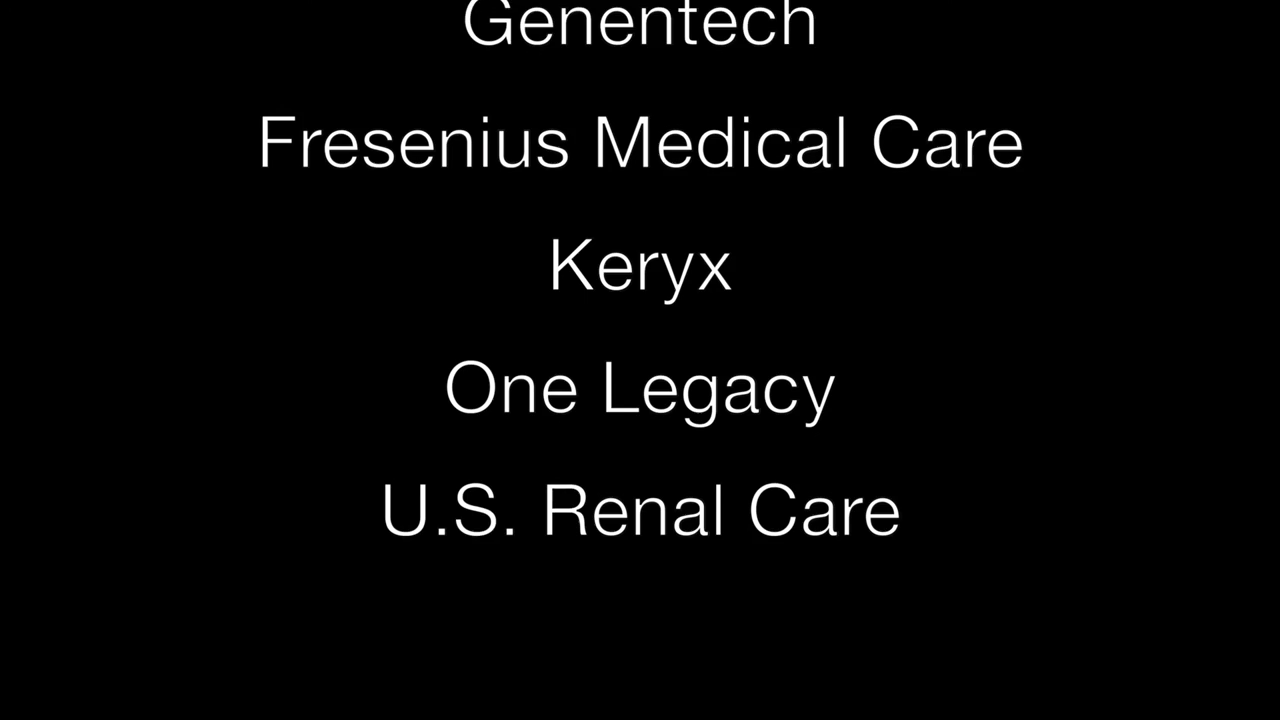 Genentech
Fresenius Medical Care
Keryx
One Legacy
U.S. Renal Care